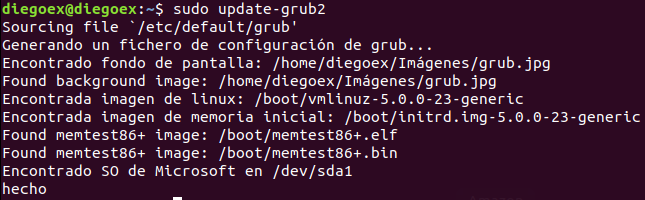 diegoex@diegoex:~$ sudo update-grub2
Sourcing file `/etc/default/grub'
Generando un fichero de configuración de grub...
Encontrado fondo de pantalla: /home/diegoex/Imágenes/grub.jpg
Found background image: /home/diegoex/Imágenes/grub.jpg
Encontrada imagen de linux: /boot/vmlinuz-5.0.0-23-generic
Encontrada imagen de memoria inicial: /boot/initrd.img-5.0.0-23-generic
Found memtest86+ image: /boot/memtest86+.elf
Found memtest86+ image: /boot/memtest86+.bin
Encontrado SO de Microsoft en /dev/sda1
hecho